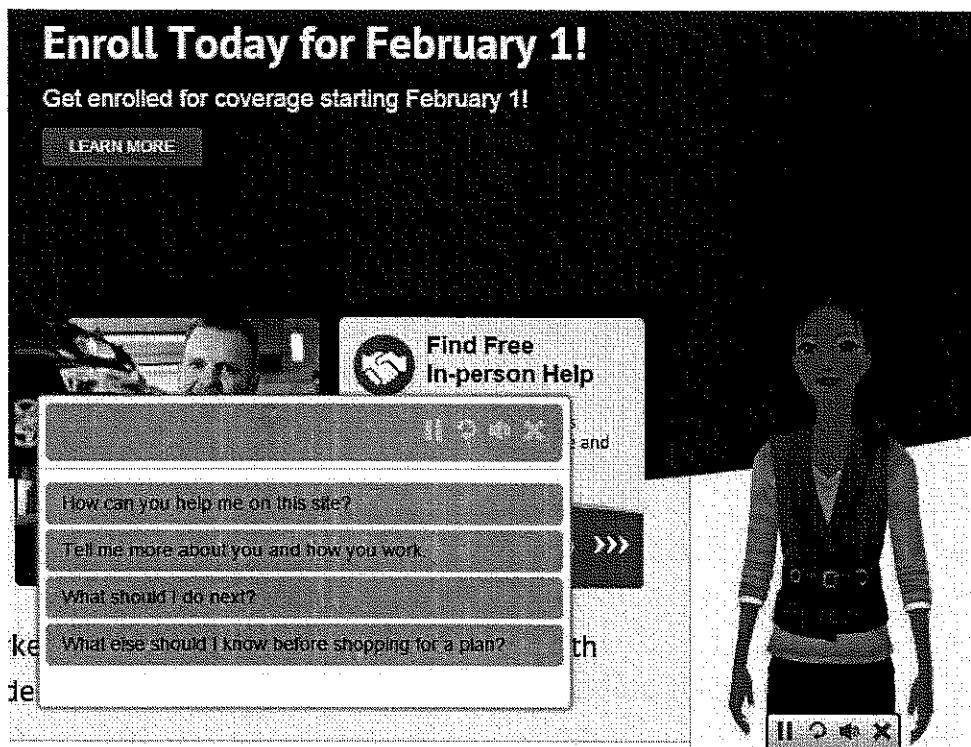 Enroll Today for February 1!
Get enrolled for coverage starting February 1!
LEARN MORE
Find Free
In-person Help
and
How can you help me on this site?
Tell me more about you and how you work.
What should I do next?
What else should I know before shopping for a plan?
ke th
de